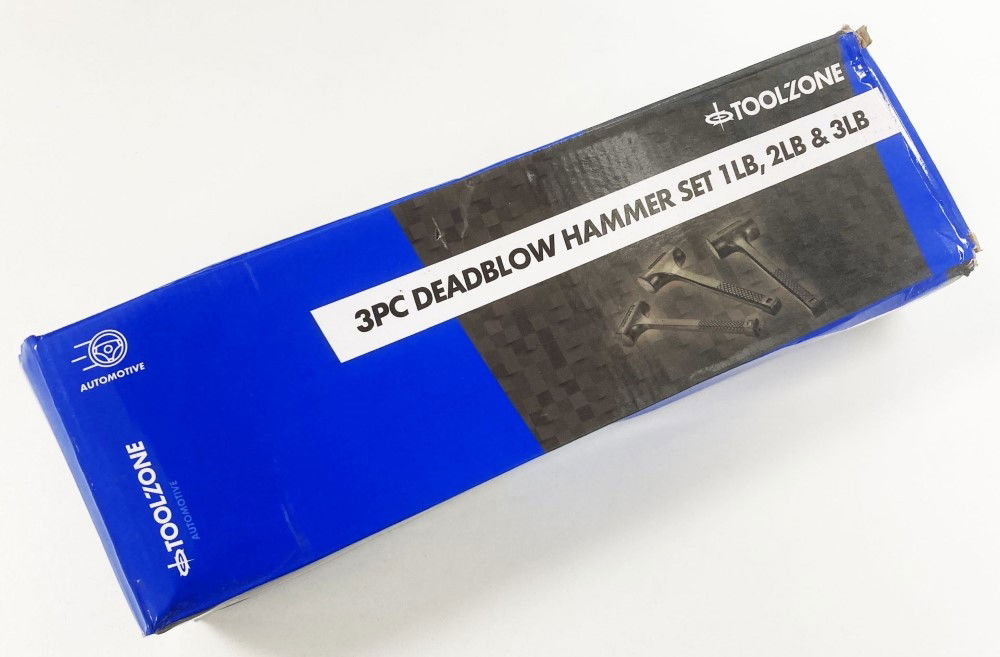 TOOLZONE
3PC DEADBLOW HAMMER SET 1LB, 2LB & 3LB
AUTOMOTIVE
TOOLZONE
AUTOMOTIVE